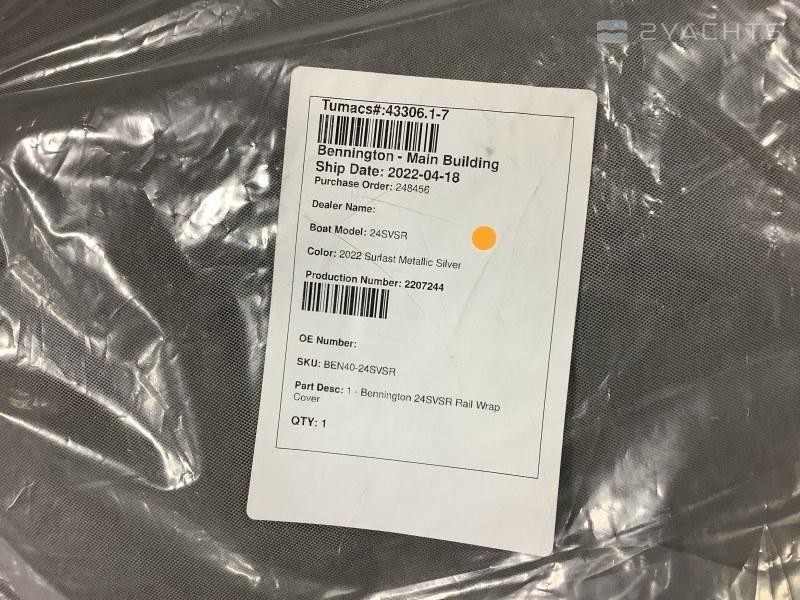 2YACHTS
Tumacs#:43306.1-7
Bennington - Main Building
Ship Date: 2022-04-18
Purchase Order: 248456
Dealer Name:
Boat Model: 24SVSR
Color: 2022 Surlast Metallic Silver
Production Number: 2207244
OE Number:
SKU: BEN40-24SVSR
Part Desc: 1 - Bennington 24SVSR Rail Wrap
Cover
QTY: 1